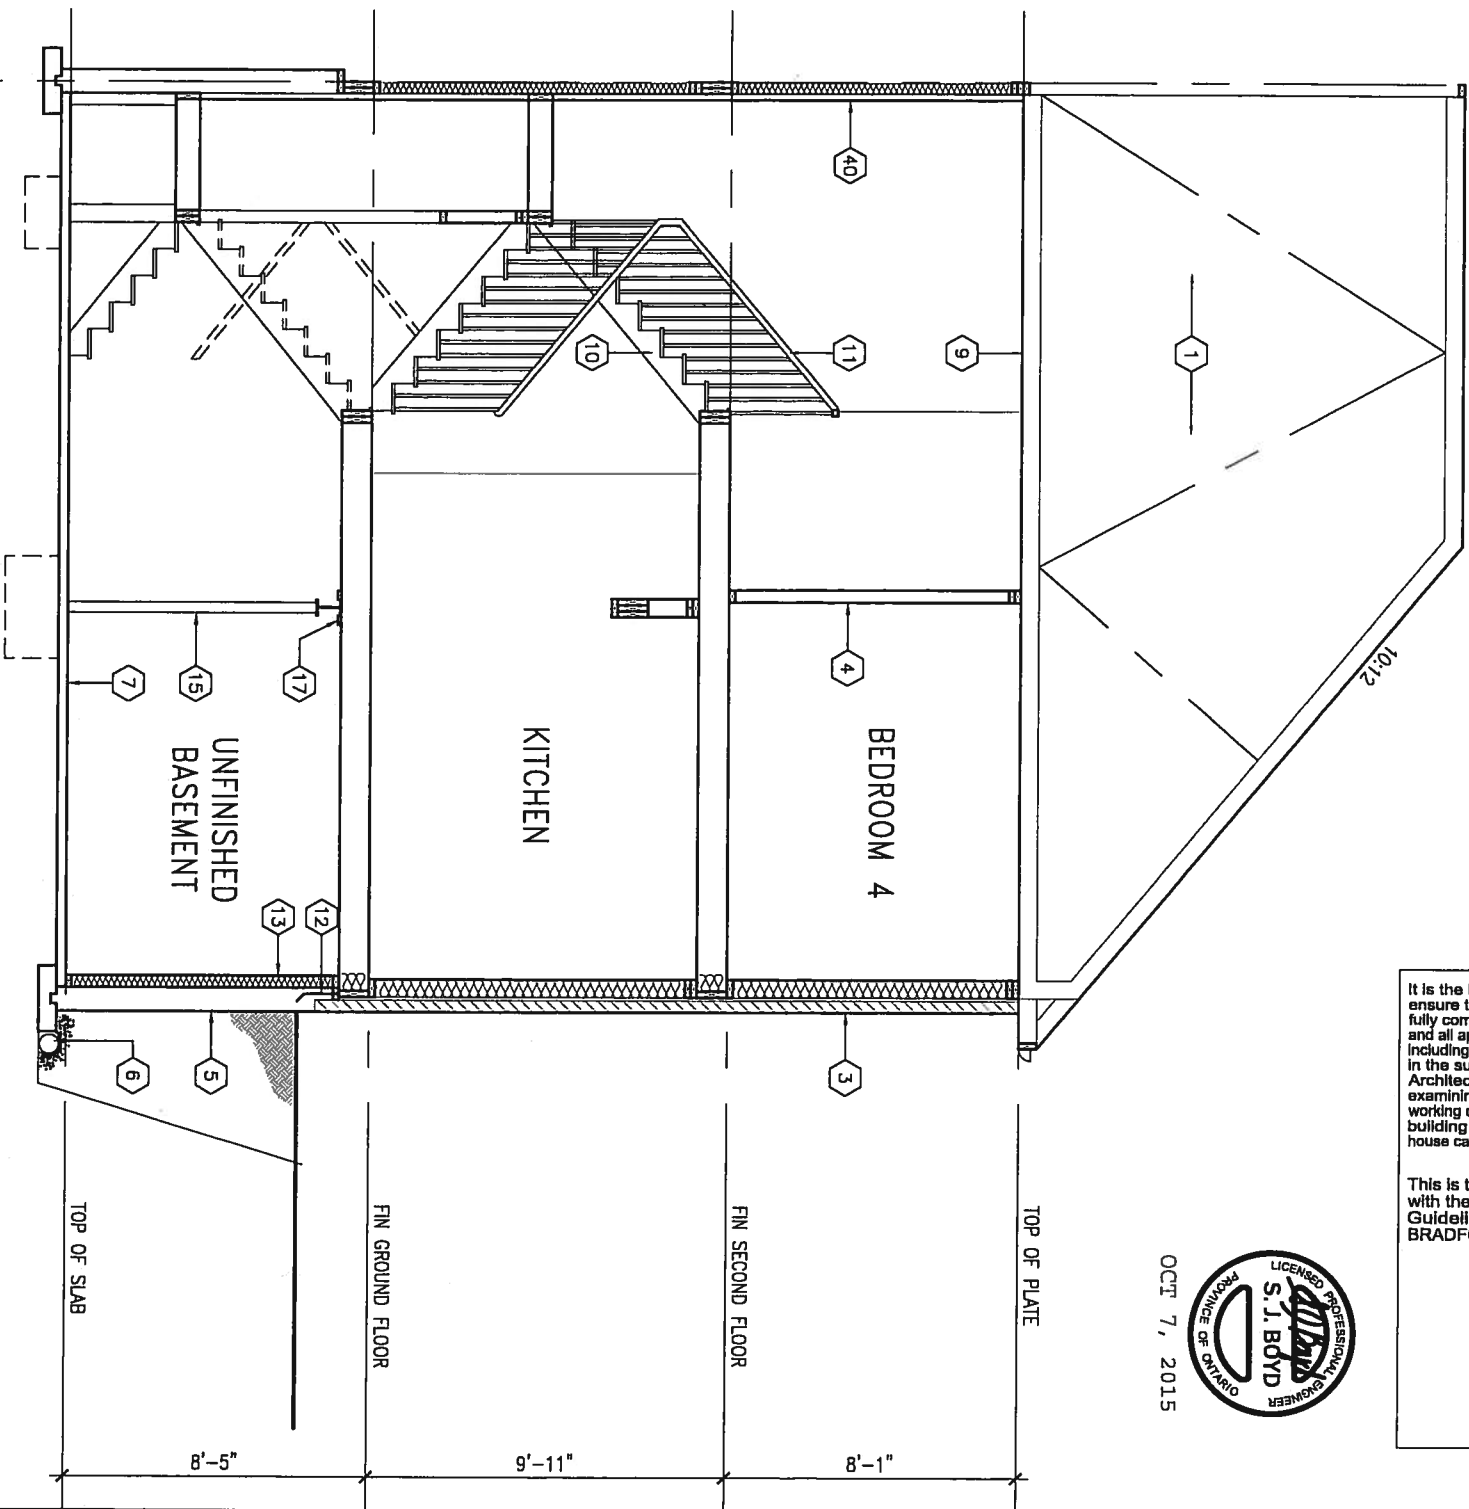 It is the
ensure t
fully com
and all ap
including
in the su
Architec
examinin
working d
building
house ca
This is t
with the
Guideli
BRADFO
LICENSED PROFESSIONAL ENGINEER
S. J. BOYD
PROVINCE OF ONTARIO
OCT 7, 2015
1
10:12
TOP OF PLATE
40
11
9
4
BEDROOM 4
3
8'-1"
FIN SECOND FLOOR
10
KITCHEN
9'-11"
FIN GROUND FLOOR
17
15
7
UNFINISHED
BASEMENT
12
13
5
6
8'-5"
TOP OF SLAB